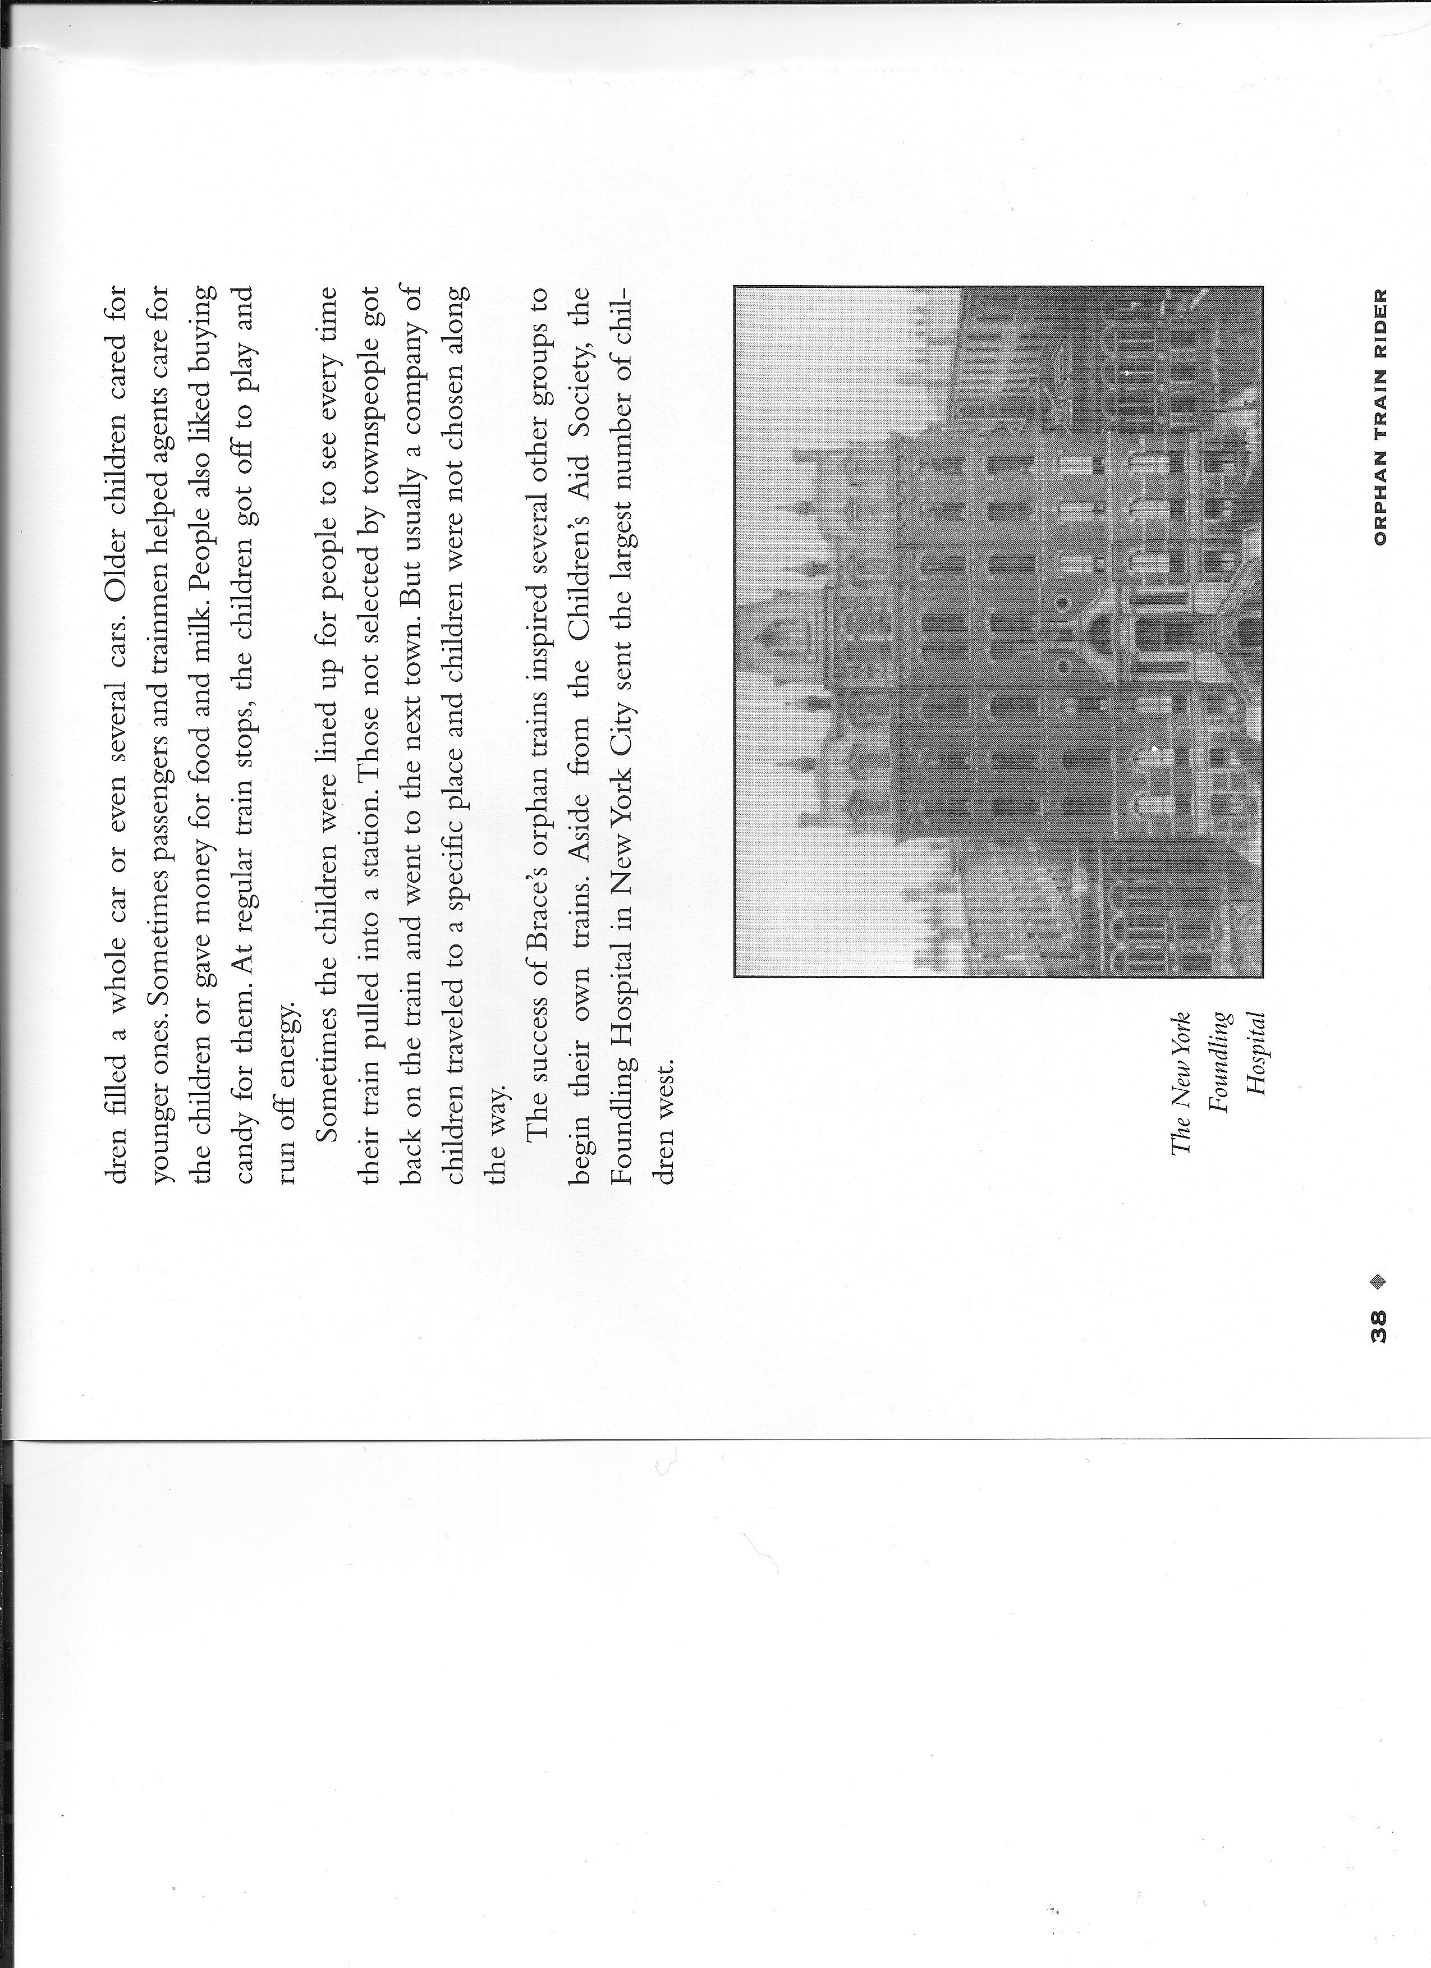 dren filled a whole car or even several cars. Older children cared for
younger ones. Sometimes passengers and trainmen helped agents care for
the children or gave money for food and milk. People also liked buying
candy for them. At regular train stops, the children got off to play and
run off energy.
Sometimes the children were lined up for people to see every time
their train pulled into a station. Those not selected by townspeople got
back on the train and went to the next town. But usually a company of
children traveled to a specific place and children were not chosen along
the way.
The success of Brace's orphan trains inspired several other groups to
begin their own trains. Aside from the Children's Aid Society, the
Foundling Hospital in New York City sent the largest number of chil-
dren west.
The New York
Foundling
Hospital
38 ◆ ORPHAN TRAIN RIDER